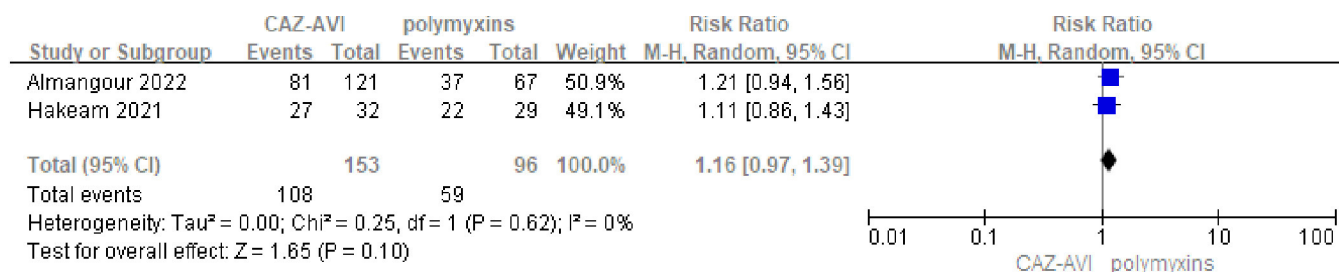 CAZ-AVI polymyxins Risk Ratio Risk Ratio
Study or Subgroup Events Total Events Total Weight M-H, Random, 95% CI M-H, Random, 95% CI
Almangour 2022 81 121 37 67 50.9% 1.21 [0.94, 1.56]
Hakeam 2021 27 32 22 29 49.1% 1.11 [0.86, 1.43]
Total (95% CI) 153 96 100.0% 1.16 [0.97, 1.39]
Total events 108 59
Heterogeneity: Tau² = 0.00; Chi² = 0.25, df = 1 (P = 0.62); I² = 0%
Test for overall effect: Z = 1.65 (P = 0.10)
0.01 0.1 1 10 100
CAZ-AVI polymyxins